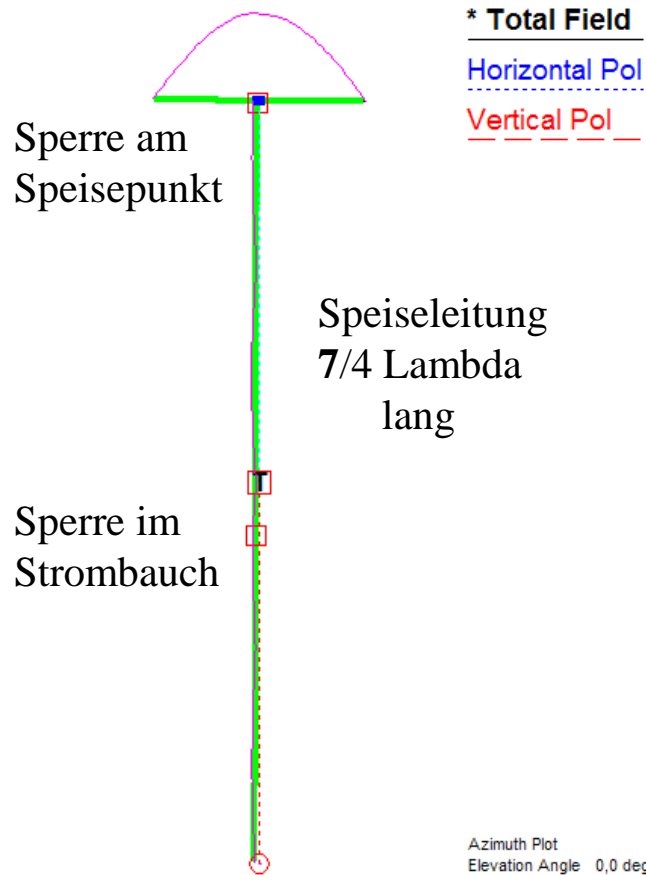 * Total Field
Horizontal Pol
Vertical Pol
Sperre am
Speisepunkt
Speiseleitung
7/4 Lambda
lang
T
Sperre im
Strombauch
Azimuth Plot
Elevation Angle 0,0 deg